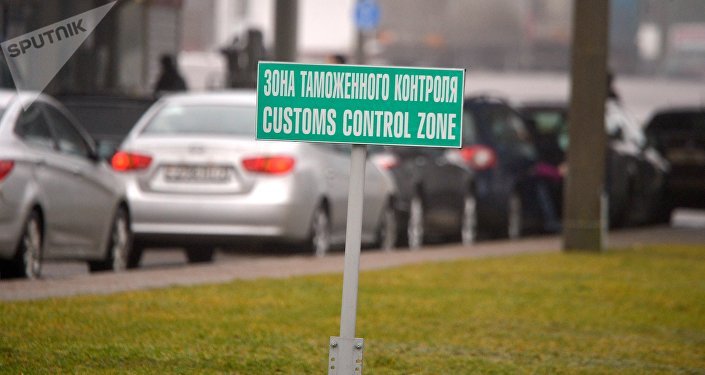 SPUTNIK
ЗОНА ТАМОЖЕННОГО КОНТРОЛЯ
CUSTOMS CONTROL ZONE